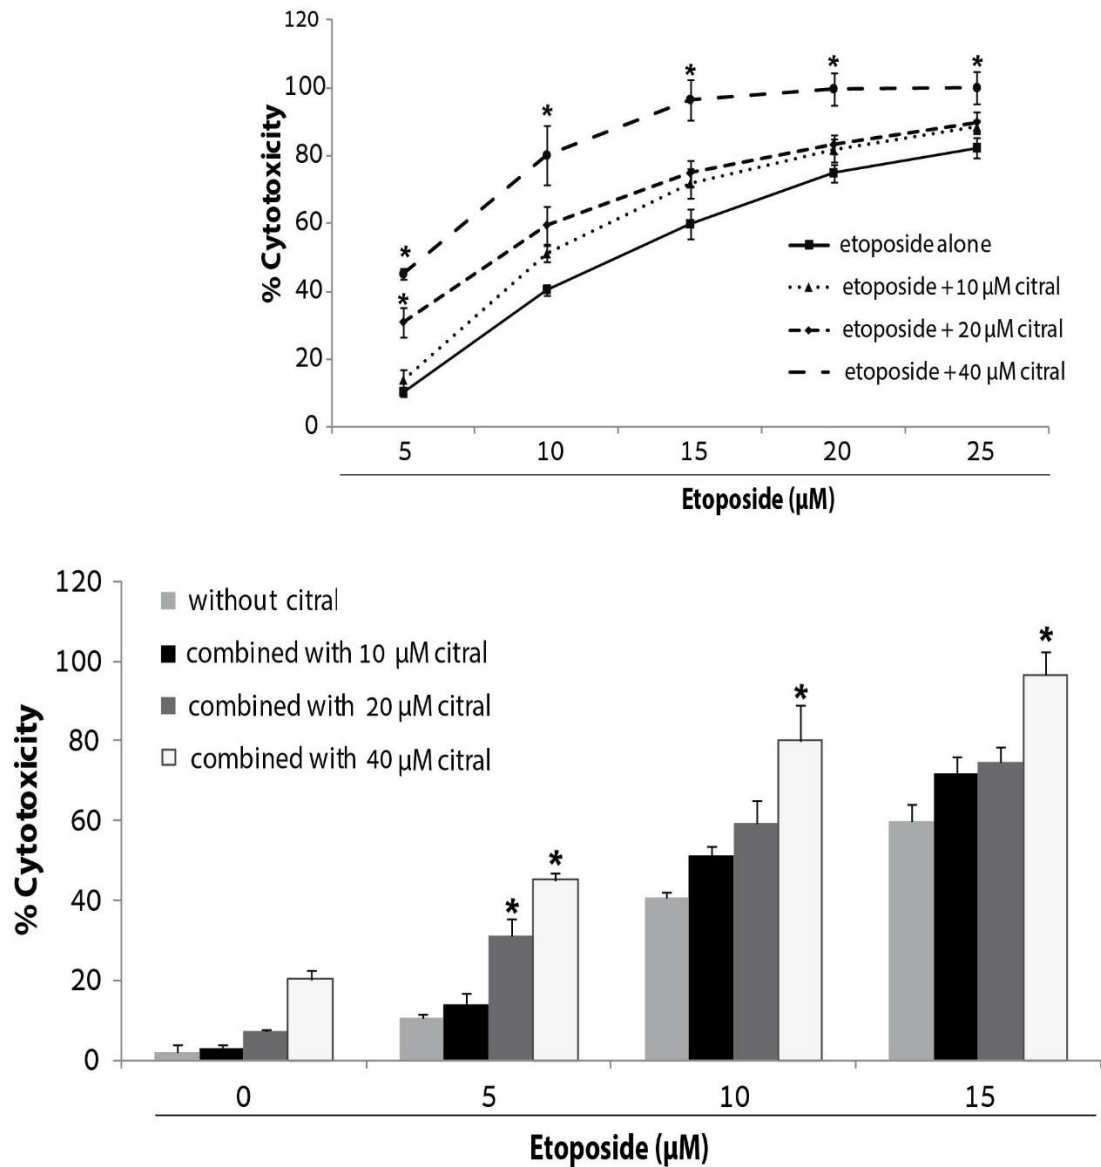 120
100
80
60
40
20
0
% Cytotoxicity
*
*
*
*
*
*
etoposide alone
etoposide + 10 µM citral
etoposide + 20 µM citral
etoposide + 40 µM citral
5 10 15 20 25
Etoposide (µM)
120
100
80
60
40
20
0
% Cytotoxicity
without citral
combined with 10 µM citral
combined with 20 µM citral
combined with 40 µM citral
*
*
*
*
0 5 10 15
Etoposide (µM)